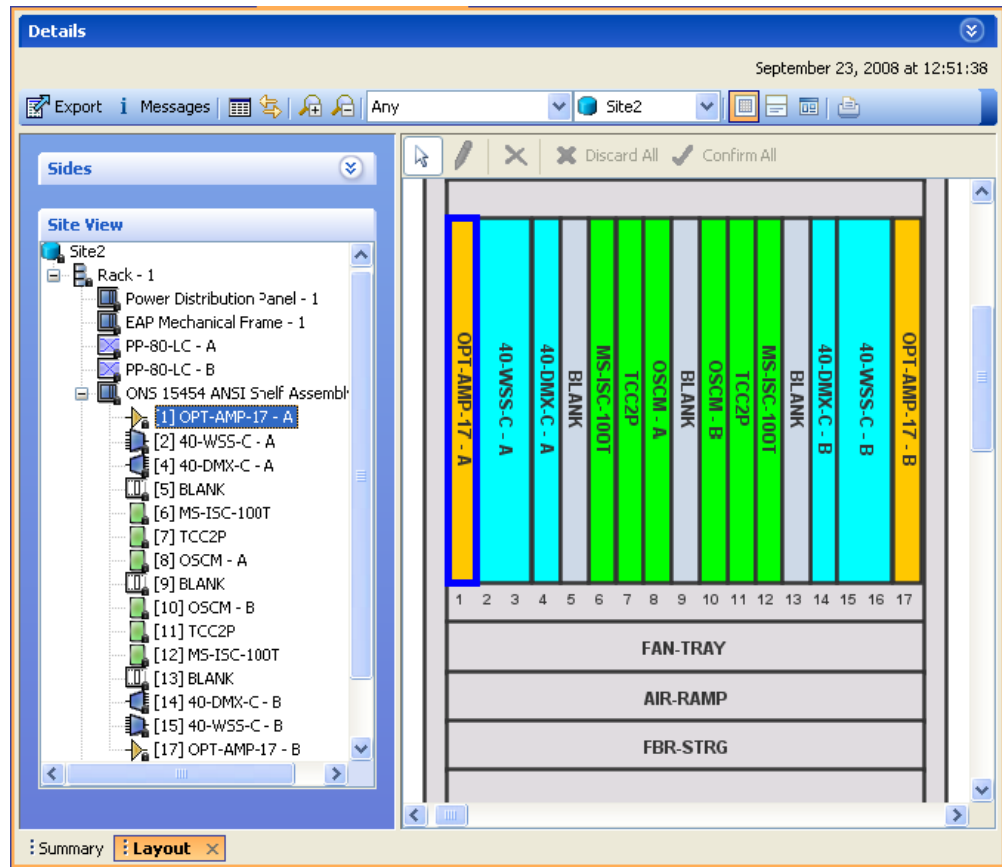 Details
September 23, 2008 at 12:51:38
Export i Messages Any Site2
Discard All Confirm All
Sides
Site View
Site2
Rack - 1
Power Distribution Panel - 1
EAP Mechanical Frame - 1
PP-80-LC - A
PP-80-LC - B
ONS 15454 ANSI Shelf Assembl
[1] OPT-AMP-17 - A
[2] 40-WSS-C - A
[4] 40-DMX-C - A
[5] BLANK
[6] MS-ISC-100T
[7] TCC2P
[8] OSCM - A
[9] BLANK
[10] OSCM - B
[11] TCC2P
[12] MS-ISC-100T
[13] BLANK
[14] 40-DMX-C - B
[15] 40-WSS-C - B
[17] OPT-AMP-17 - B
OPT-AMP-17 - A
40-WSS-C - A
40-DMX-C - A
BLANK
MS-ISC-100T
TCC2P
OSCM - A
BLANK
OSCM - B
TCC2P
MS-ISC-100T
BLANK
40-DMX-C - B
40-WSS-C - B
OPT-AMP-17 - B
1 2 3 4 5 6 7 8 9 10 11 12 13 14 15 16 17
FAN-TRAY
AIR-RAMP
FBR-STRG
Summary Layout